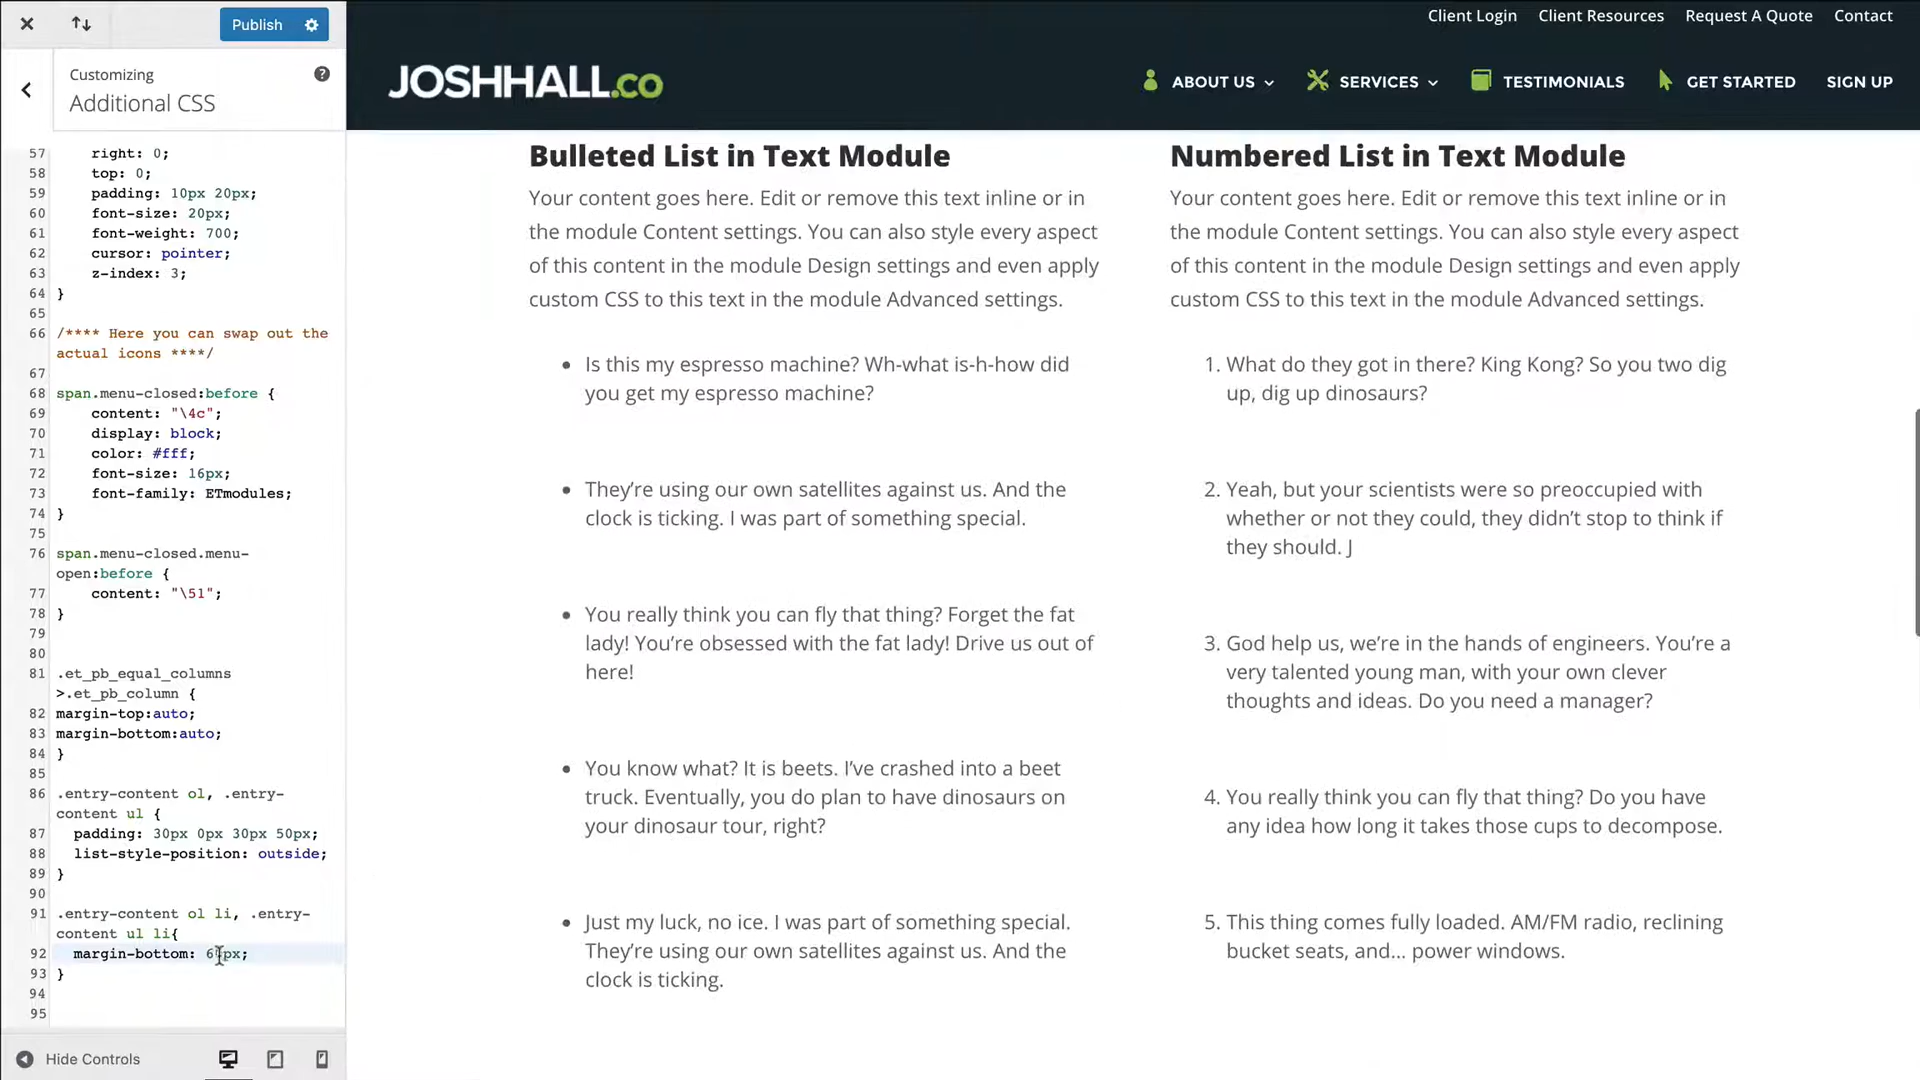 Publish
Customizing
Additional CSS
57 right: 0;
58 top: 0;
59 padding: 10px 20px;
60 font-size: 20px;
61 font-weight: 700;
62 cursor: pointer;
63 z-index: 3;
64 }
65
66 /**** Here you can swap out the
actual icons ****/
67
68 span.menu-closed:before {
69 content: "\4c";
70 display: block;
71 color: #fff;
72 font-size: 16px;
73 font-family: ETmodules;
74 }
75
76 span.menu-closed.menu-
open:before {
77 content: "\51";
78 }
79
80
81 .et_pb_equal_columns
>.et_pb_column {
82 margin-top:auto;
83 margin-bottom:auto;
84 }
85
86 .entry-content ol, .entry-
content ul {
87 padding: 30px 0px 30px 50px;
88 list-style-position: outside;
89 }
90
91 .entry-content ol li, .entry-
content ul li{
92 margin-bottom:
93 }
94
95
Hide Controls
Client Login Client Resources Request A Quote Contact
JOSHHALL.co
ABOUT US SERVICES TESTIMONIALS GET STARTED SIGN UP
Bulleted List in Text Module
Your content goes here. Edit or remove this text inline or in
the module Content settings. You can also style every aspect
of this content in the module Design settings and even apply
custom CSS to this text in the module Advanced settings.
• Is this my espresso machine? Wh-what is-h-how did
you get my espresso machine?
• They’re using our own satellites against us. And the
clock is ticking. I was part of something special.
• You really think you can fly that thing? Forget the fat
lady! You’re obsessed with the fat lady! Drive us out of
here!
• You know what? It is beets. I’ve crashed into a beet
truck. Eventually, you do plan to have dinosaurs on
your dinosaur tour, right?
• Just my luck, no ice. I was part of something special.
They’re using our own satellites against us. And the
clock is ticking.
Numbered List in Text Module
Your content goes here. Edit or remove this text inline or in
the module Content settings. You can also style every aspect
of this content in the module Design settings and even apply
custom CSS to this text in the module Advanced settings.
1. What do they got in there? King Kong? So you two dig
up, dig up dinosaurs?
2. Yeah, but your scientists were so preoccupied with
whether or not they could, they didn’t stop to think if
they should. J
3. God help us, we’re in the hands of engineers. You’re a
very talented young man, with your own clever
thoughts and ideas. Do you need a manager?
4. You really think you can fly that thing? Do you have
any idea how long it takes those cups to decompose.
5. This thing comes fully loaded. AM/FM radio, reclining
bucket seats, and... power windows.